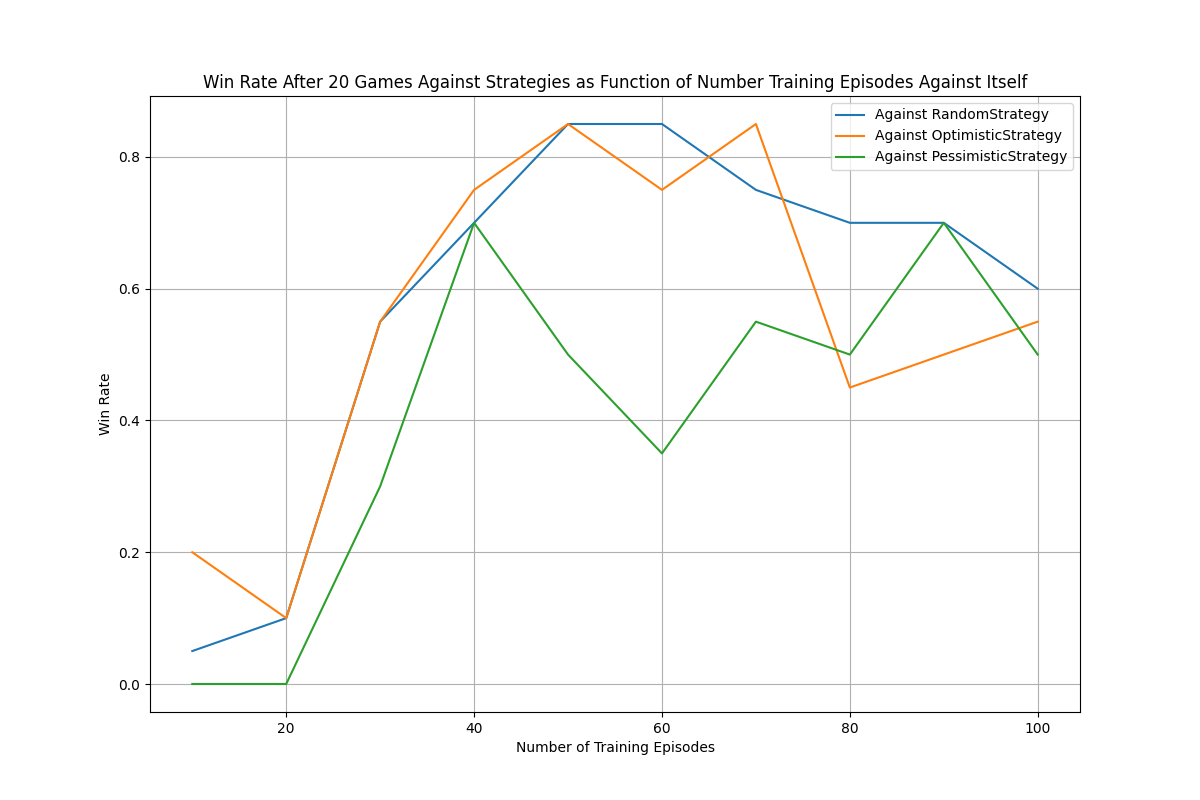 Win Rate After 20 Games Against Strategies as Function of Number Training Episodes Against Itself
Against RandomStrategy
Against OptimisticStrategy
Against PessimisticStrategy
0.8
0.6
0.4
0.2
0.0
Win Rate
20 40 60 80 100
Number of Training Episodes